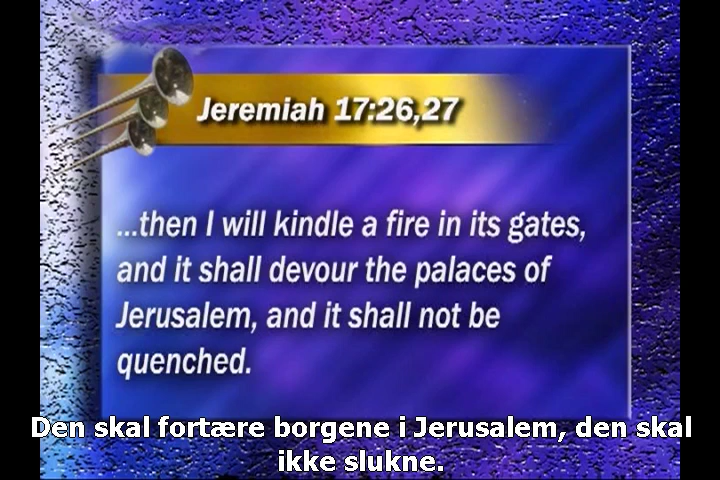 Jeremiah 17:26,27
...then I will kindle a fire in its gates,
and it shall devour the palaces of
Jerusalem, and it shall not be
quenched.
Den skal fortære borgene i Jerusalem, den skal
ikke slukne.